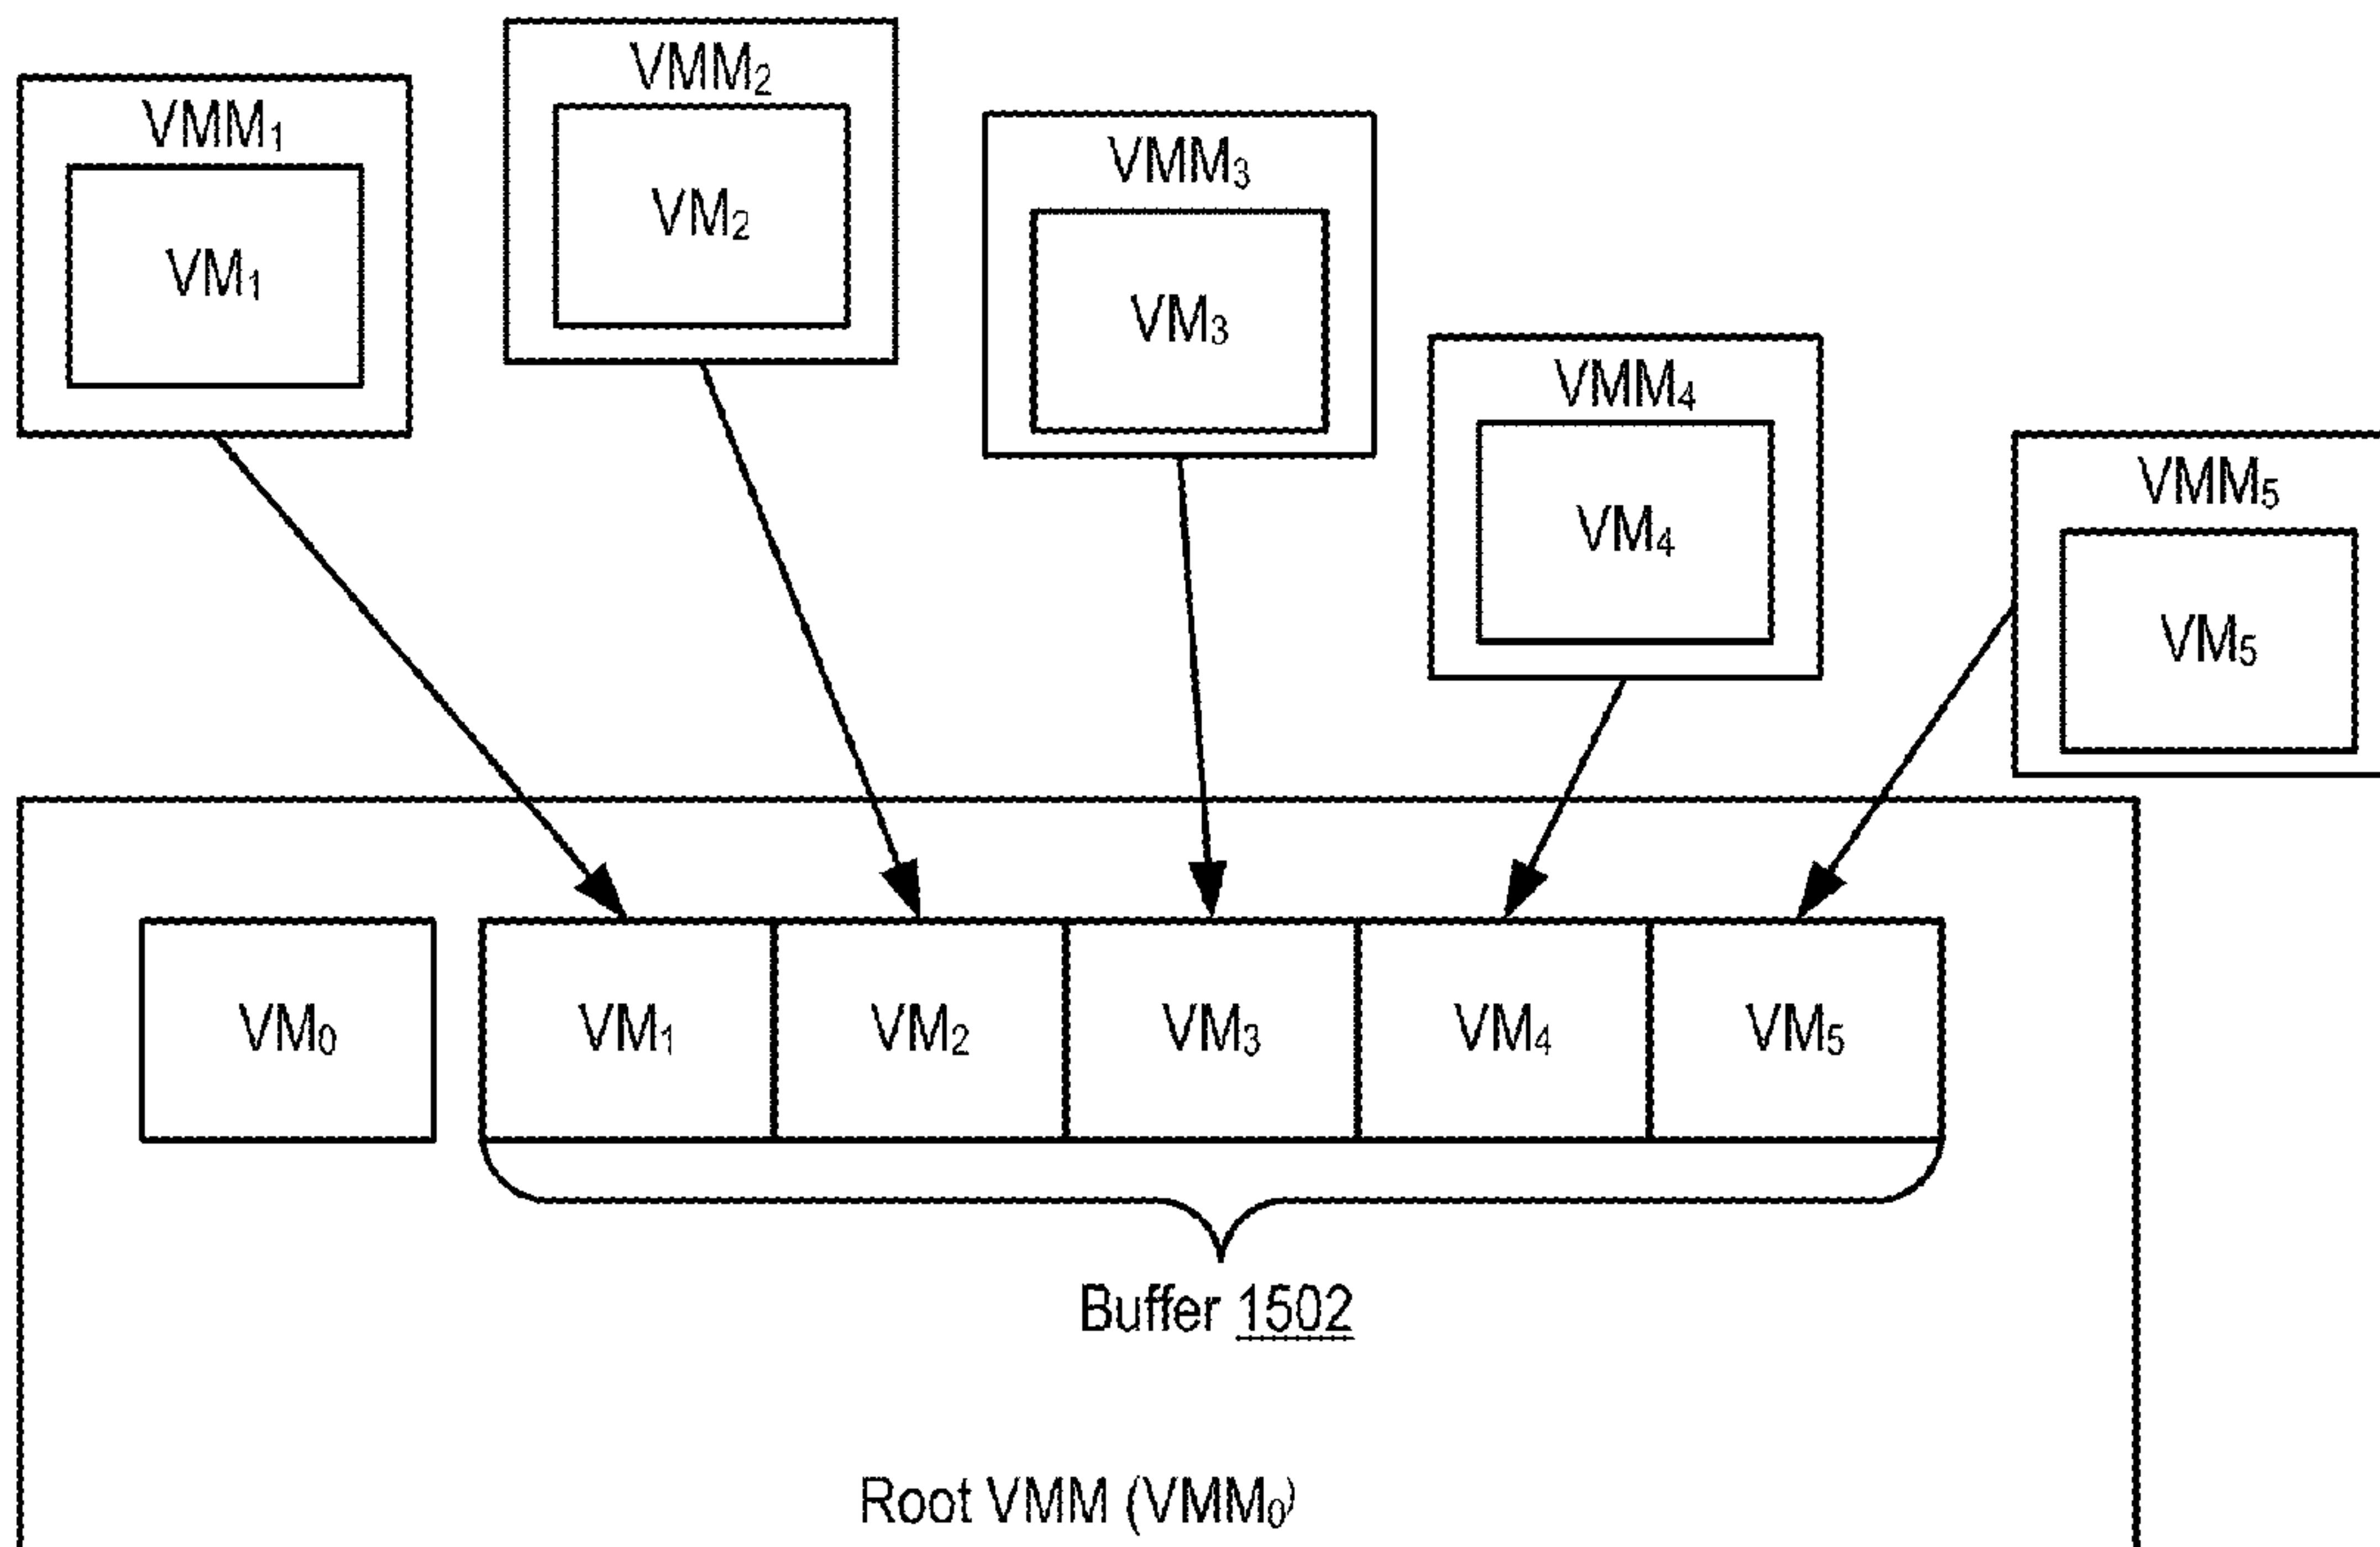 VMM₁
VM₁
VMM₂
VM₂
VMM₃
VM₃
VMM₄
VM₄
VMM₅
VM₅
VM₀
VM₁
VM₂
VM₃
VM₄
VM₅
Buffer 1502
Root VMM (VMM₀)